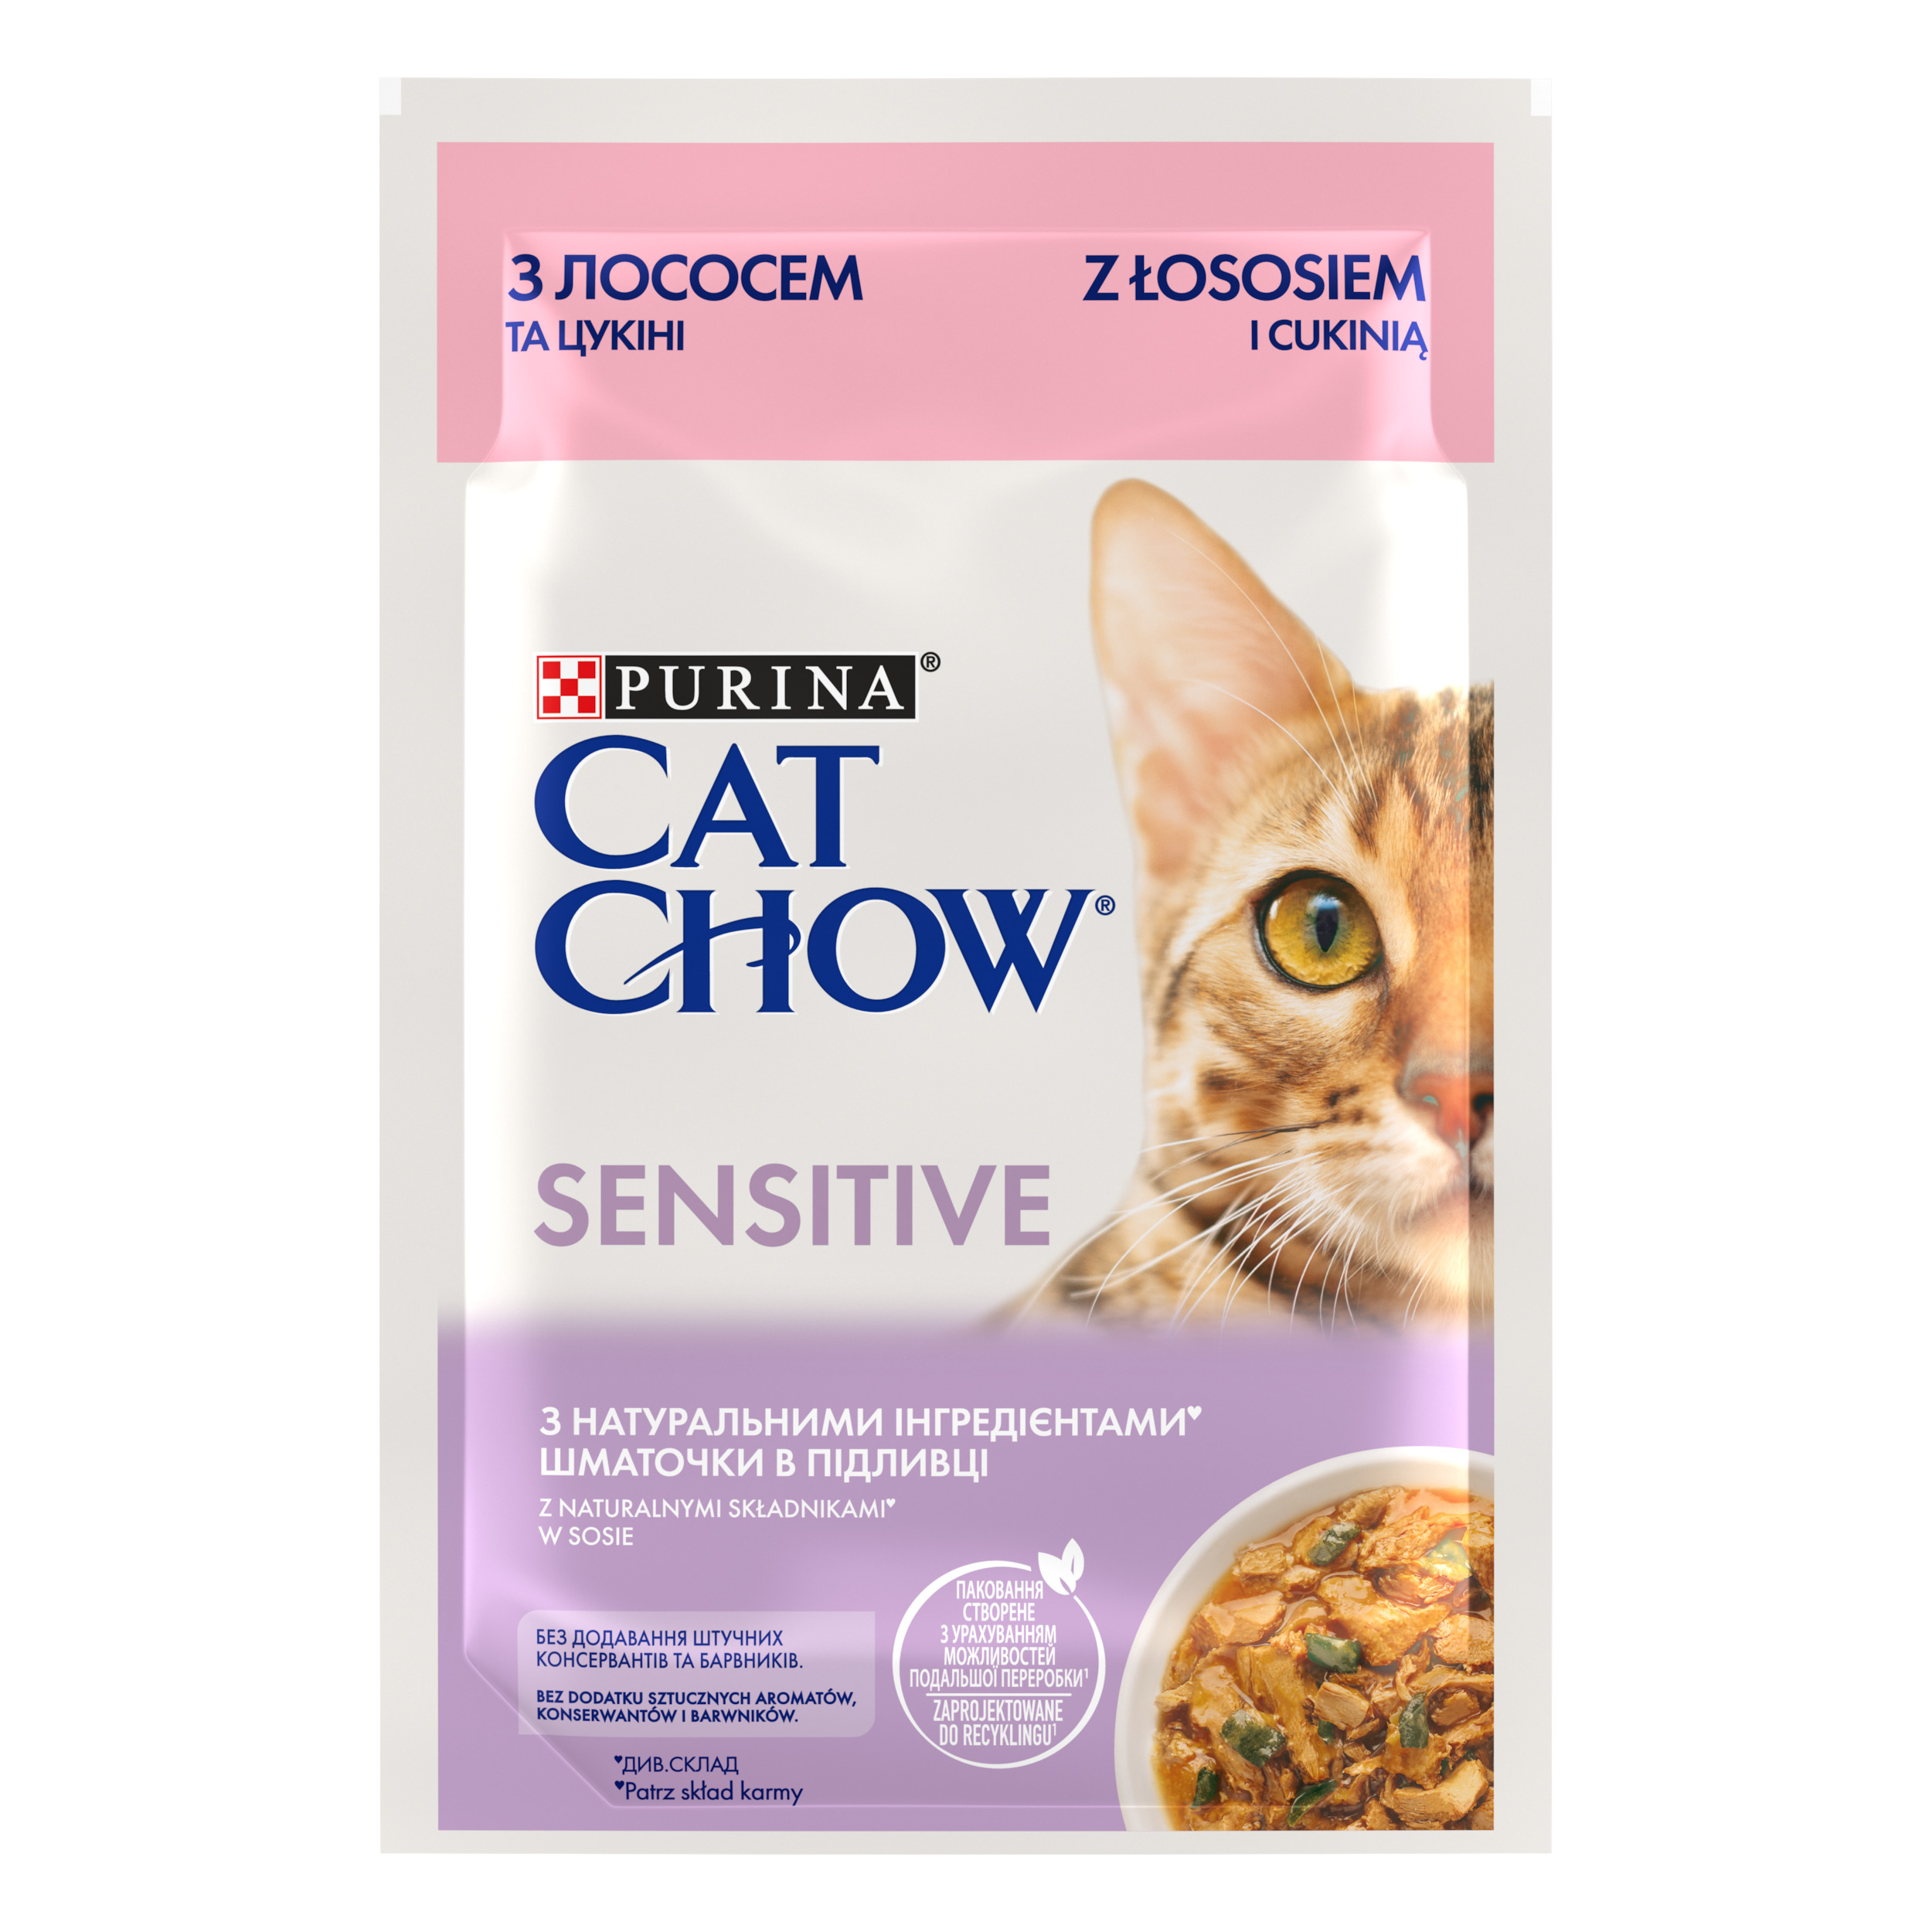 З ЛОСОСЕМ
ТА ЦУКІНІ
Z ŁOSOSIEM
I CUKINIĄ
PURINA®
CAT
CHOW®
SENSITIVE
З НАТУРАЛЬНИМИ ІНГРЕДІЄНТАМИ♥
ШМАТОЧКИ В ПІДЛИВЦІ
Z NATURALNYMI SKŁADNIKAMI♥
W SOSIE
БЕЗ ДОДАВАННЯ ШТУЧНИХ
КОНСЕРВАНТІВ ТА БАРВНИКІВ.
BEZ DODATKU SZTUCZNYCH AROMATÓW,
KONSERWANTÓW I BARWNIKÓW.
ПАКОВАННЯ
СТВОРЕНЕ
З УРАХУВАННЯМ
МОЖЛИВОСТЕЙ
ПОДАЛЬШОЇ ПЕРЕРОБКИ¹
ZAPROJEKTOWANE
DO RECYKLINGU¹
♥ДИВ.СКЛАД
♥Patrz skład karmy